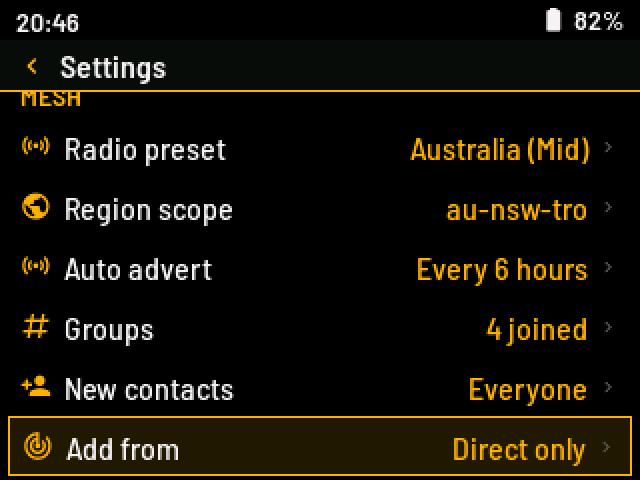 20:46 82%
Settings
MESH
Radio preset Australia (Mid)
Region scope au-nsw-tro
Auto advert Every 6 hours
Groups 4 joined
New contacts Everyone
Add from Direct only